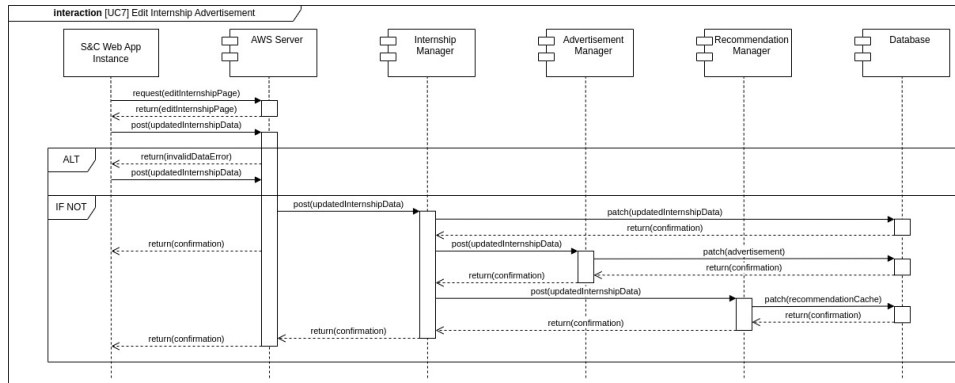 interaction [UC7] Edit Internship Advertisement
S&C Web App
Instance
AWS Server
Internship
Manager
Advertisement
Manager
Recommendation
Manager
Database
request(editInternshipPage)
return(editInternshipPage)
post(updatedInternshipData)
ALT
return(invalidDataError)
post(updatedInternshipData)
IF NOT
post(updatedInternshipData)
patch(updatedInternshipData)
return(confirmation)
return(confirmation)
post(updatedInternshipData)
patch(advertisement)
return(confirmation)
return(confirmation)
post(updatedInternshipData)
patch(recommendationCache)
return(confirmation)
return(confirmation)
return(confirmation)
return(confirmation)